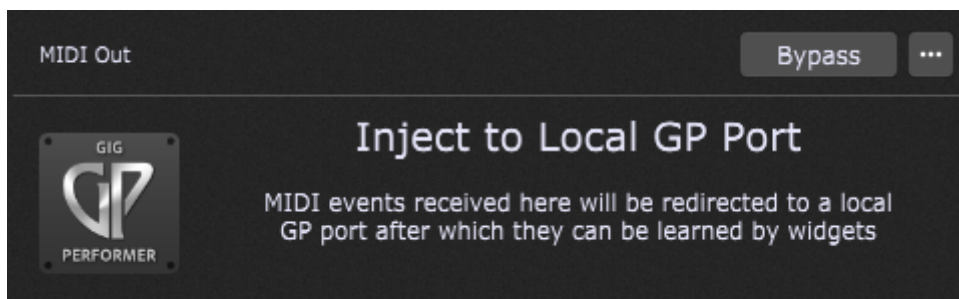 MIDI Out
Bypass
...
GIG
GP
PERFORMER
Inject to Local GP Port
MIDI events received here will be redirected to a local
GP port after which they can be learned by widgets